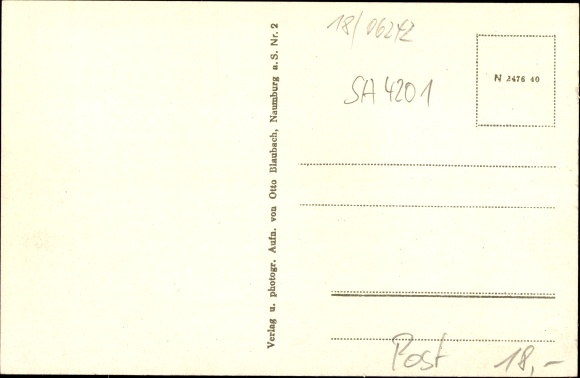 18/06242
SA 4201
N 2476 40
Verlag u. photogr. Aufn. von Otto Blaubach, Naumburg a. S. Nr. 2
Post 18,-